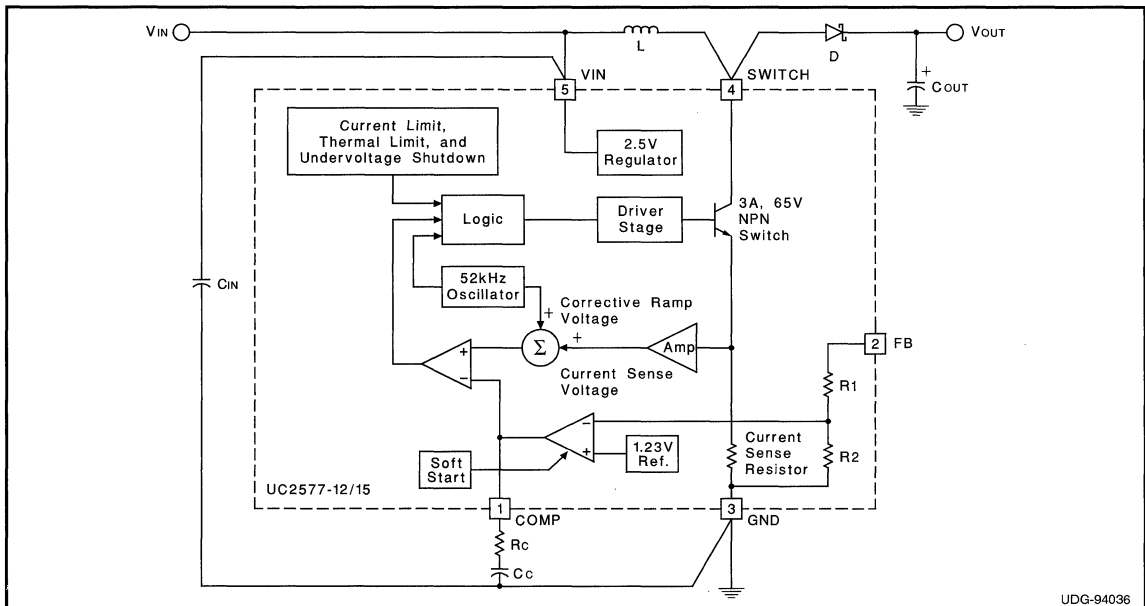 VIN
L
D
VOUT
VIN
SWITCH
5
4
+
COUT
Current Limit,
Thermal Limit, and
Undervoltage Shutdown
2.5V
Regulator
Logic
Driver
Stage
3A, 65V
NPN
Switch
CIN
52kHz
Oscillator
+
Corrective Ramp
Voltage
+
Σ
Amp
Current Sense
Voltage
2
FB
+
−
R1
−
+
1.23V
Ref.
Current
Sense
Resistor
R2
Soft
Start
UC2577-12/15
1
COMP
3
GND
RC
CC
UDG-94036